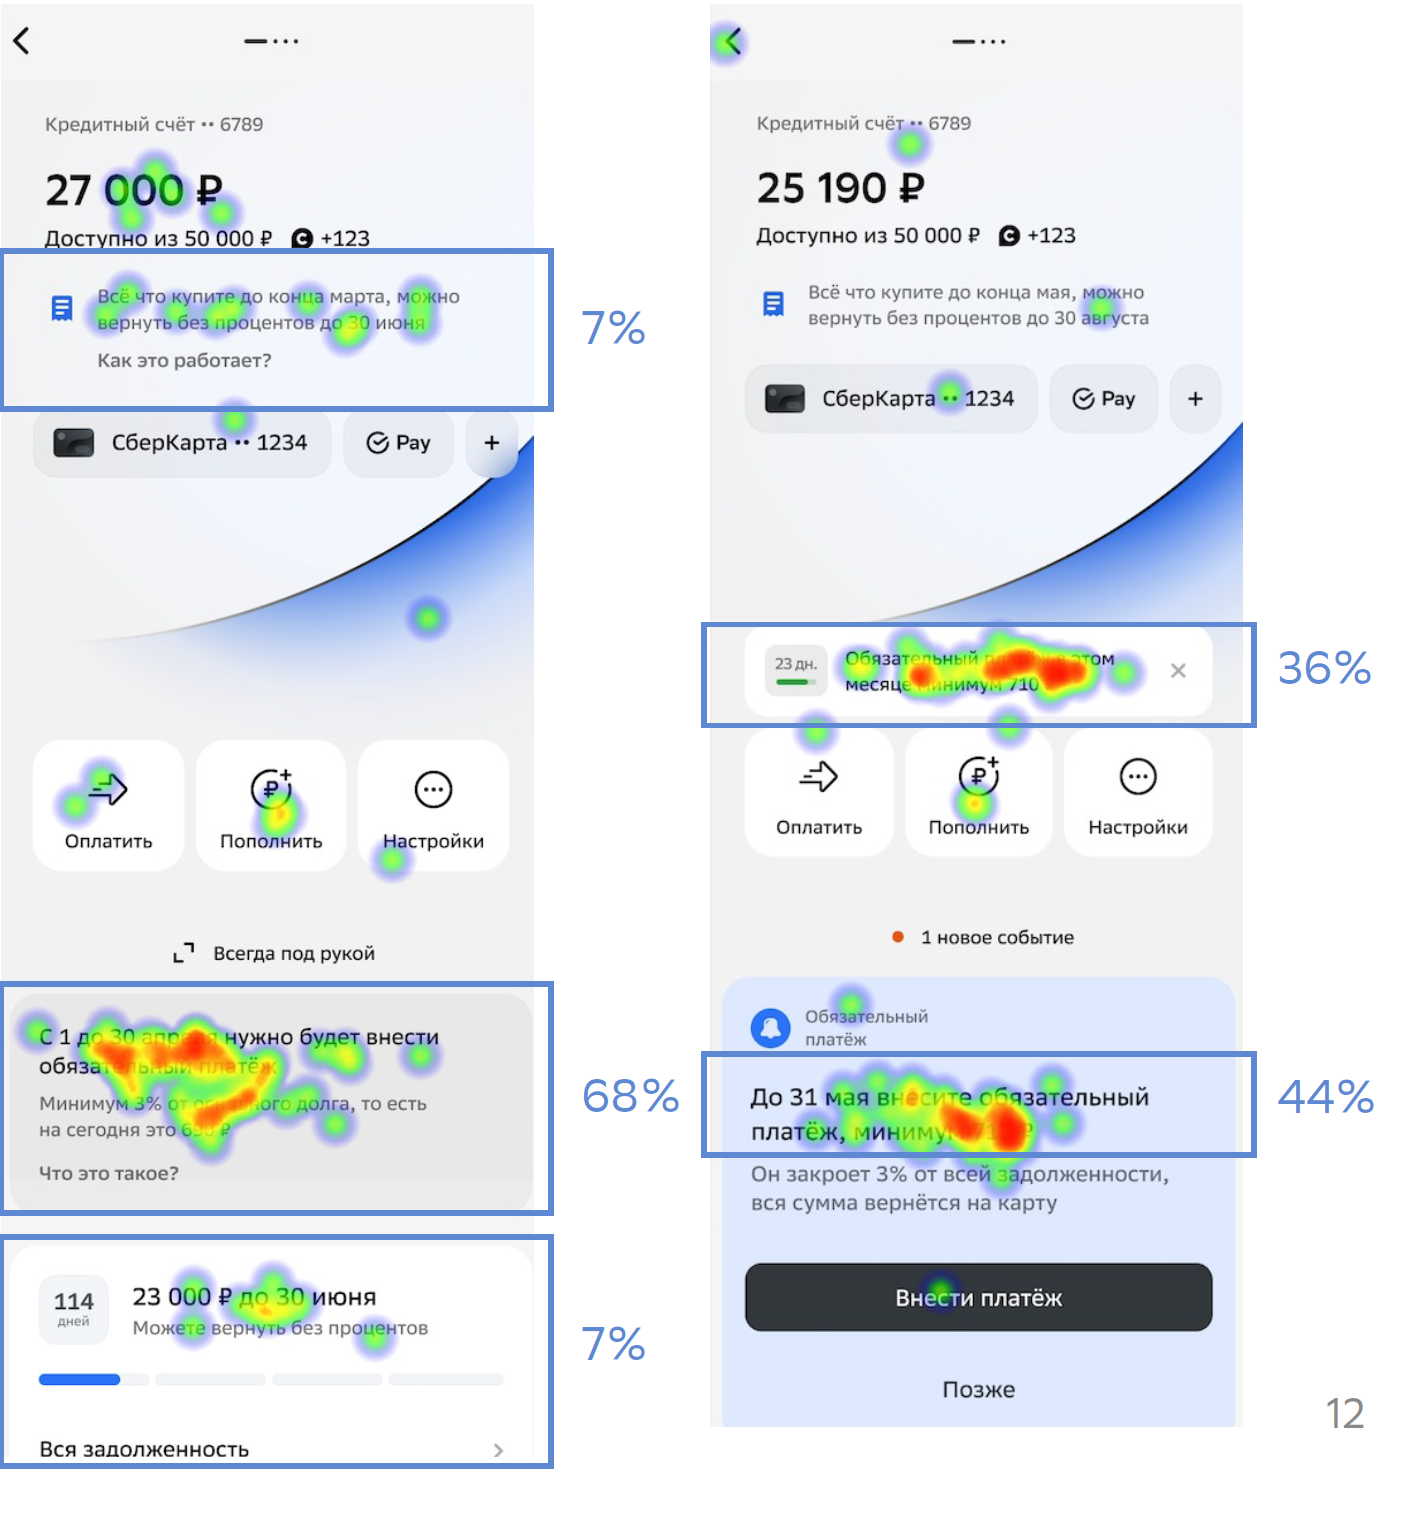 Кредитный счёт •• 6789
27 000 ₽
Доступно из 50 000 ₽ +123
Всё что купите до конца марта, можно
вернуть без процентов до 30 июня
Как это работает?
7%
СберКарта •• 1234
Pay
+
Оплатить
Пополнить
Настройки
Всегда под рукой
С 1 до 30 апреля нужно будет внести
обязательный платёж
Минимум 3% от основного долга, то есть
на сегодня это 690 ₽
Что это такое?
68%
114
дней
23 000 ₽ до 30 июня
Можете вернуть без процентов
7%
Вся задолженность
Кредитный счёт •• 6789
25 190 ₽
Доступно из 50 000 ₽ +123
Всё что купите до конца мая, можно
вернуть без процентов до 30 августа
СберКарта •• 1234
Pay
+
23 дн.
Обязательный платёж в этом
месяце минимум 710
36%
Оплатить
Пополнить
Настройки
1 новое событие
Обязательный
платёж
До 31 мая внесите обязательный
платёж, минимум 710 ₽
44%
Он закроет 3% от всей задолженности,
вся сумма вернётся на карту
Внести платёж
Позже
12